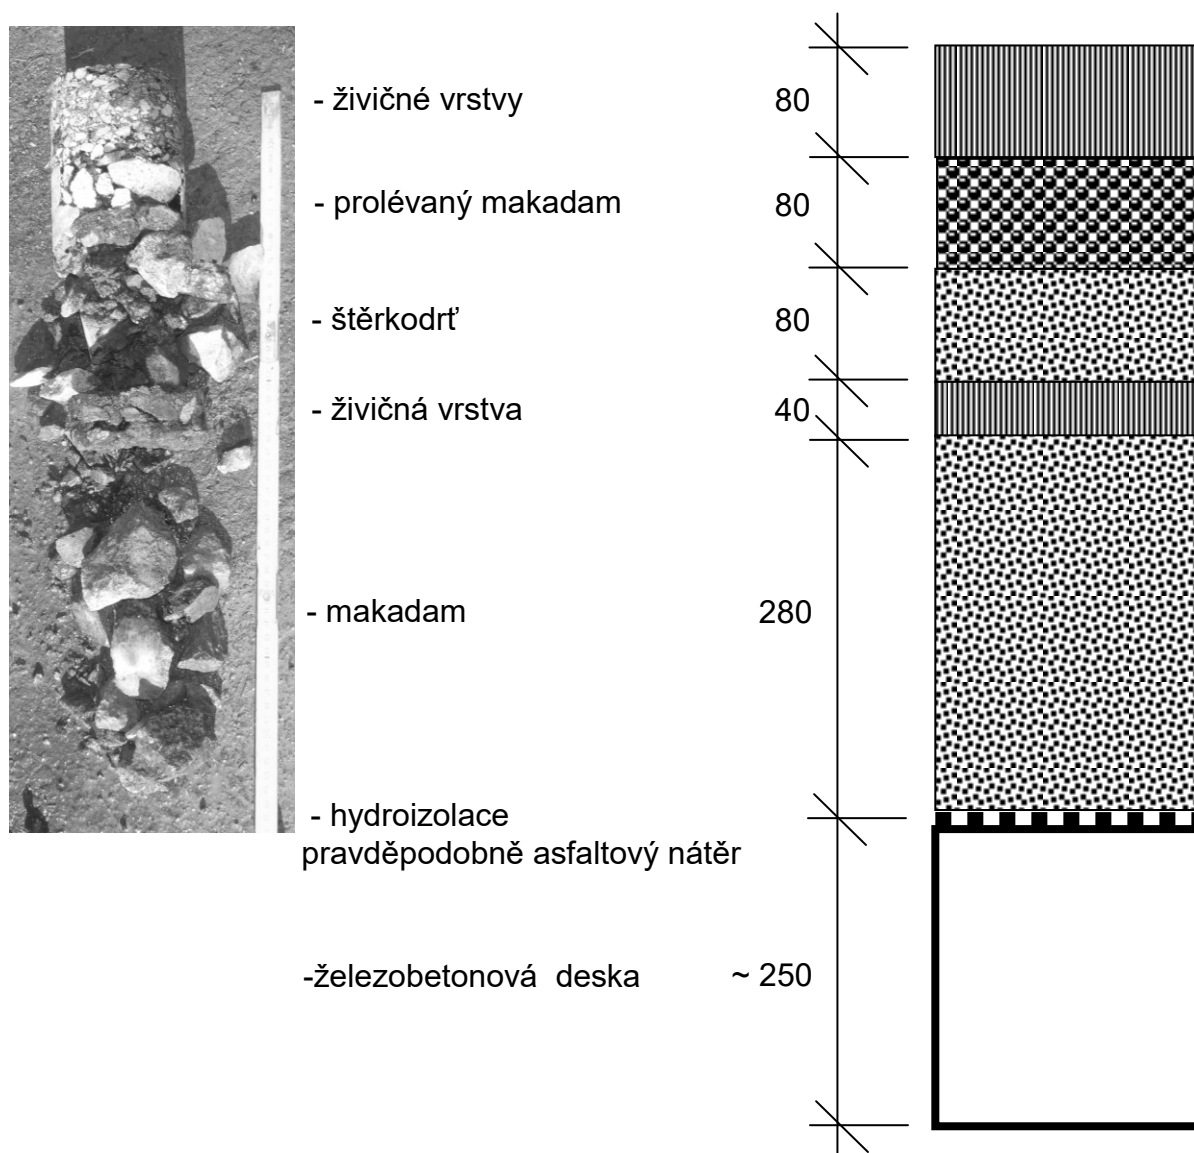 - živičné vrstvy 80
- prolévaný makadam 80
- štěrkodrť 80
- živičná vrstva 40
- makadam 280
- hydroizolace
pravděpodobně asfaltový nátěr
-železobetonová deska ~ 250